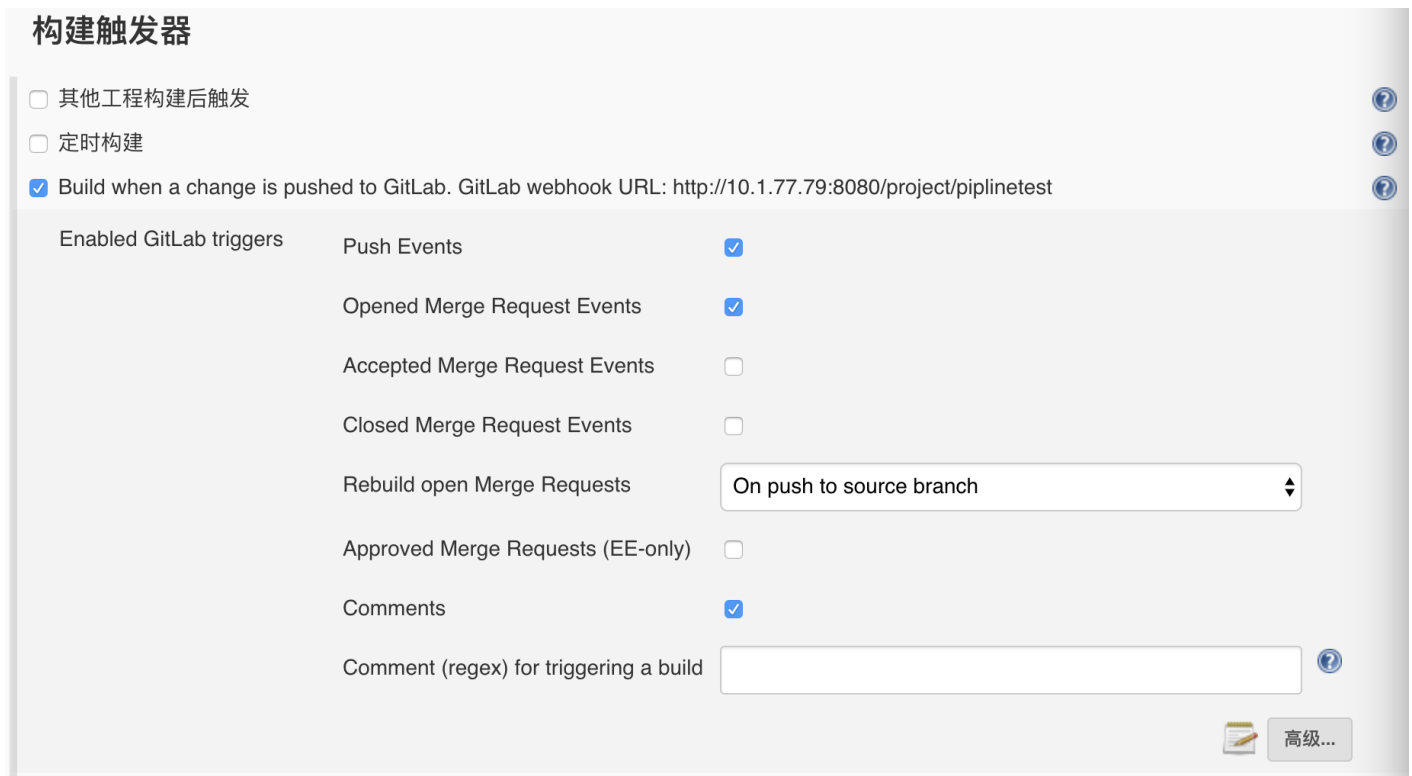 构建触发器
其他工程构建后触发
定时构建
Build when a change is pushed to GitLab. GitLab webhook URL: http://10.1.77.79:8080/project/piplinetest
Enabled GitLab triggers
Push Events
Opened Merge Request Events
Accepted Merge Request Events
Closed Merge Request Events
Rebuild open Merge Requests
On push to source branch
Approved Merge Requests (EE-only)
Comments
Comment (regex) for triggering a build
高级...